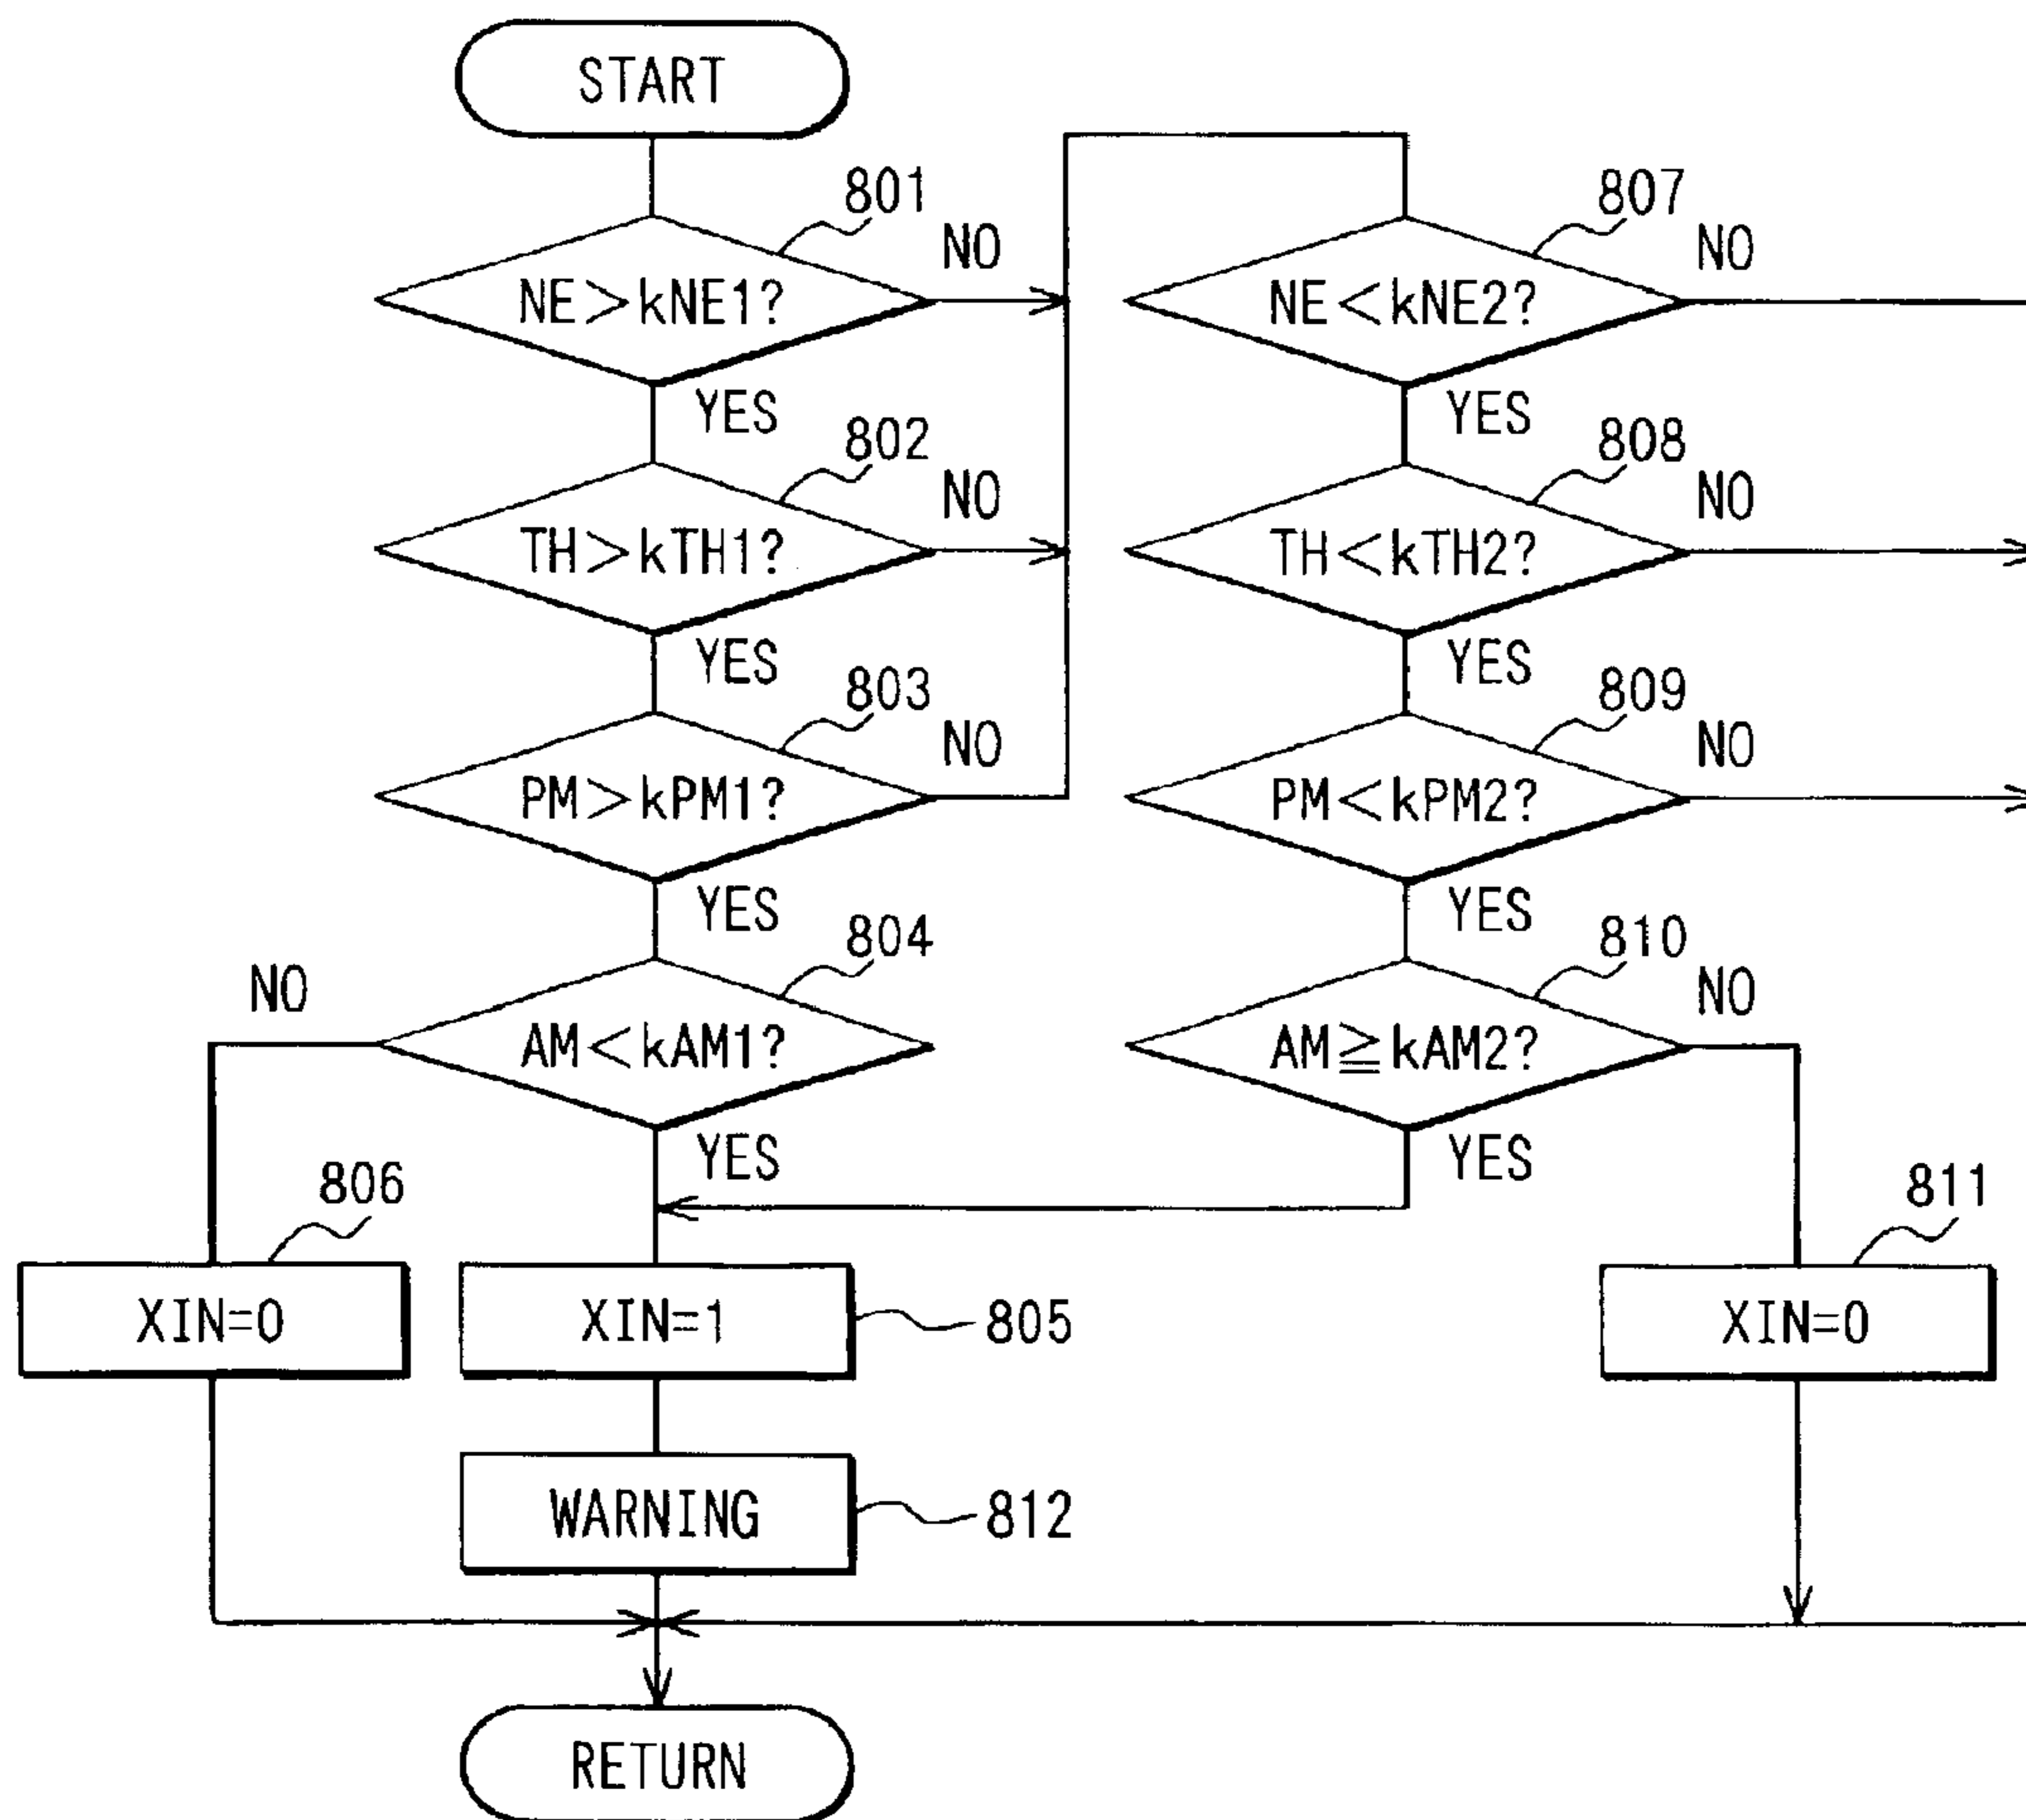 START
801
NE>kNE1?
NO
YES
802
TH>kTH1?
NO
YES
803
PM>kPM1?
NO
YES
804
AM<kAM1?
NO
YES
806
XIN=0
XIN=1
805
WARNING
812
RETURN
807
NE<kNE2?
NO
YES
808
TH<kTH2?
NO
YES
809
PM<kPM2?
NO
YES
810
AM≧kAM2?
NO
YES
811
XIN=0